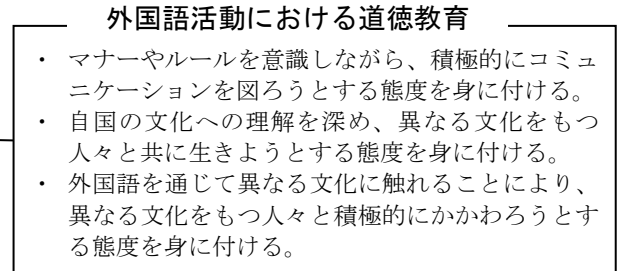 外国語活動における道徳教育
・ マナーやルールを意識しながら、積極的にコミュ
ニケーションを図ろうとする態度を身に付ける。
・ 自国の文化への理解を深め、異なる文化をもつ
人々と共に生きようとする態度を身に付ける。
・ 外国語を通じて異なる文化に触れることにより、
異なる文化をもつ人々と積極的にかかわろうとす
る態度を身に付ける。